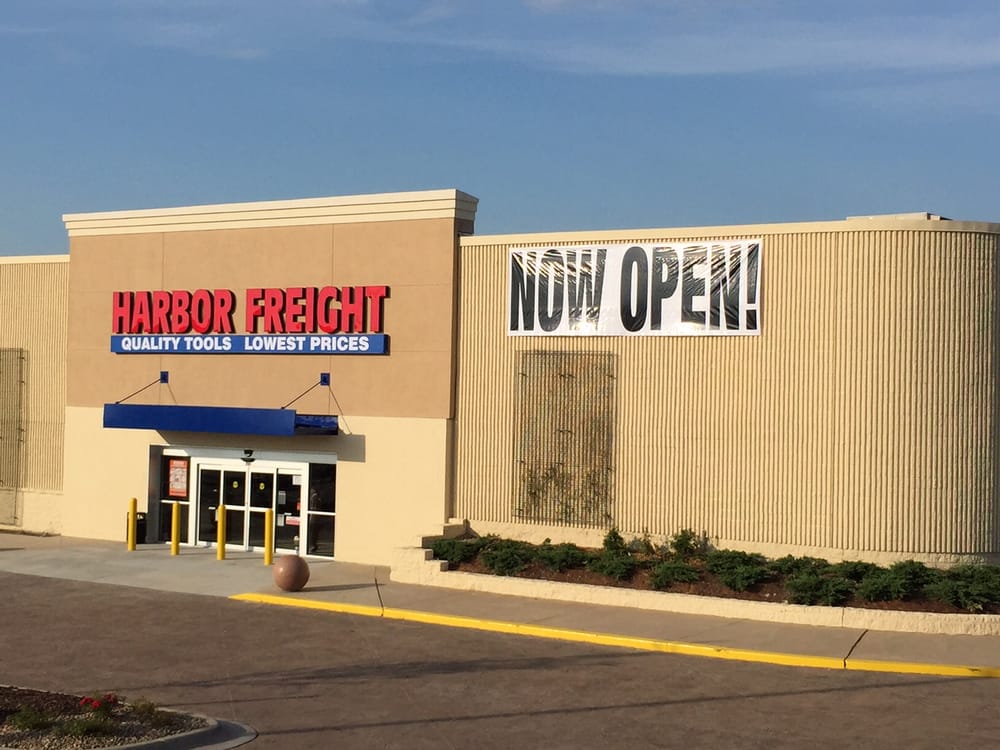 HARBOR FREIGHT
QUALITY TOOLS LOWEST PRICES
NOW OPEN!